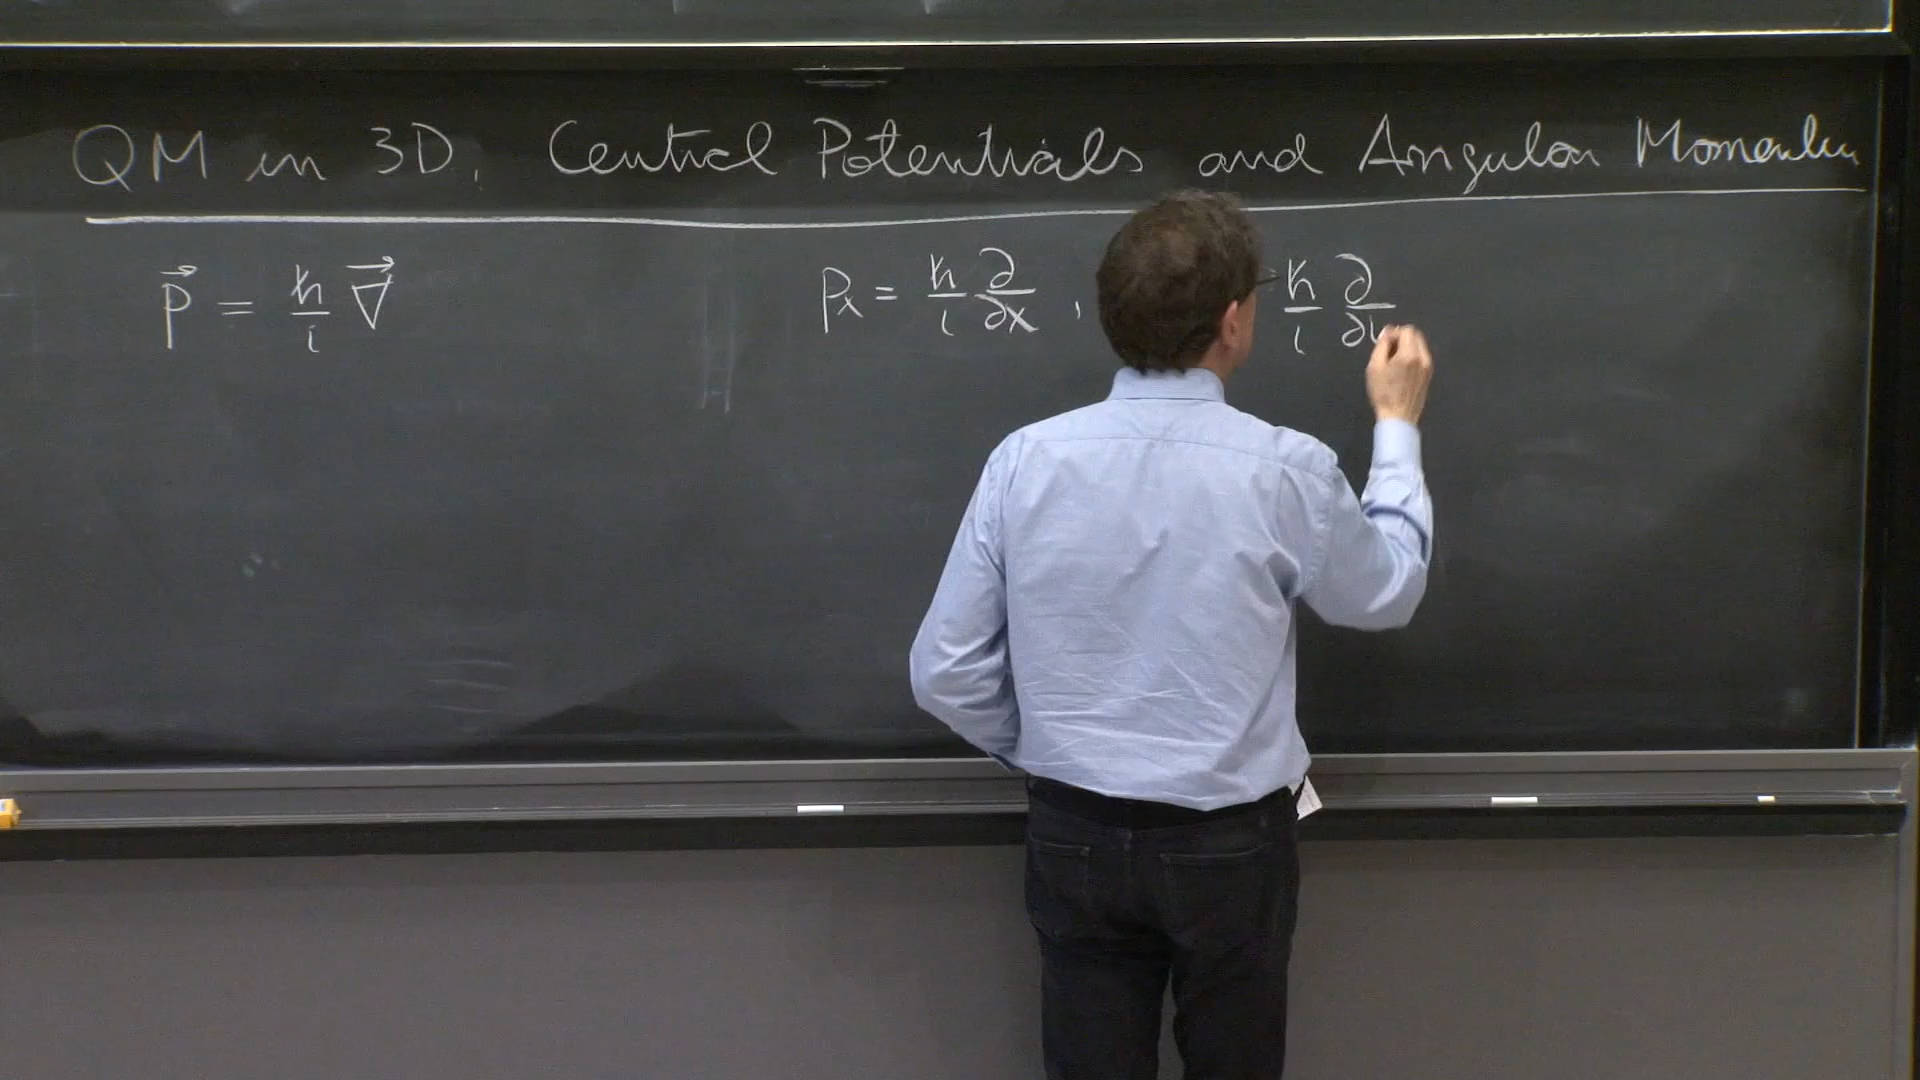 QM in 3D. Central Potentials and Angular Momentum
p⃗ = ħ/i ∇⃗ px = ħ/i ∂/∂x , ħ/i ∂/∂